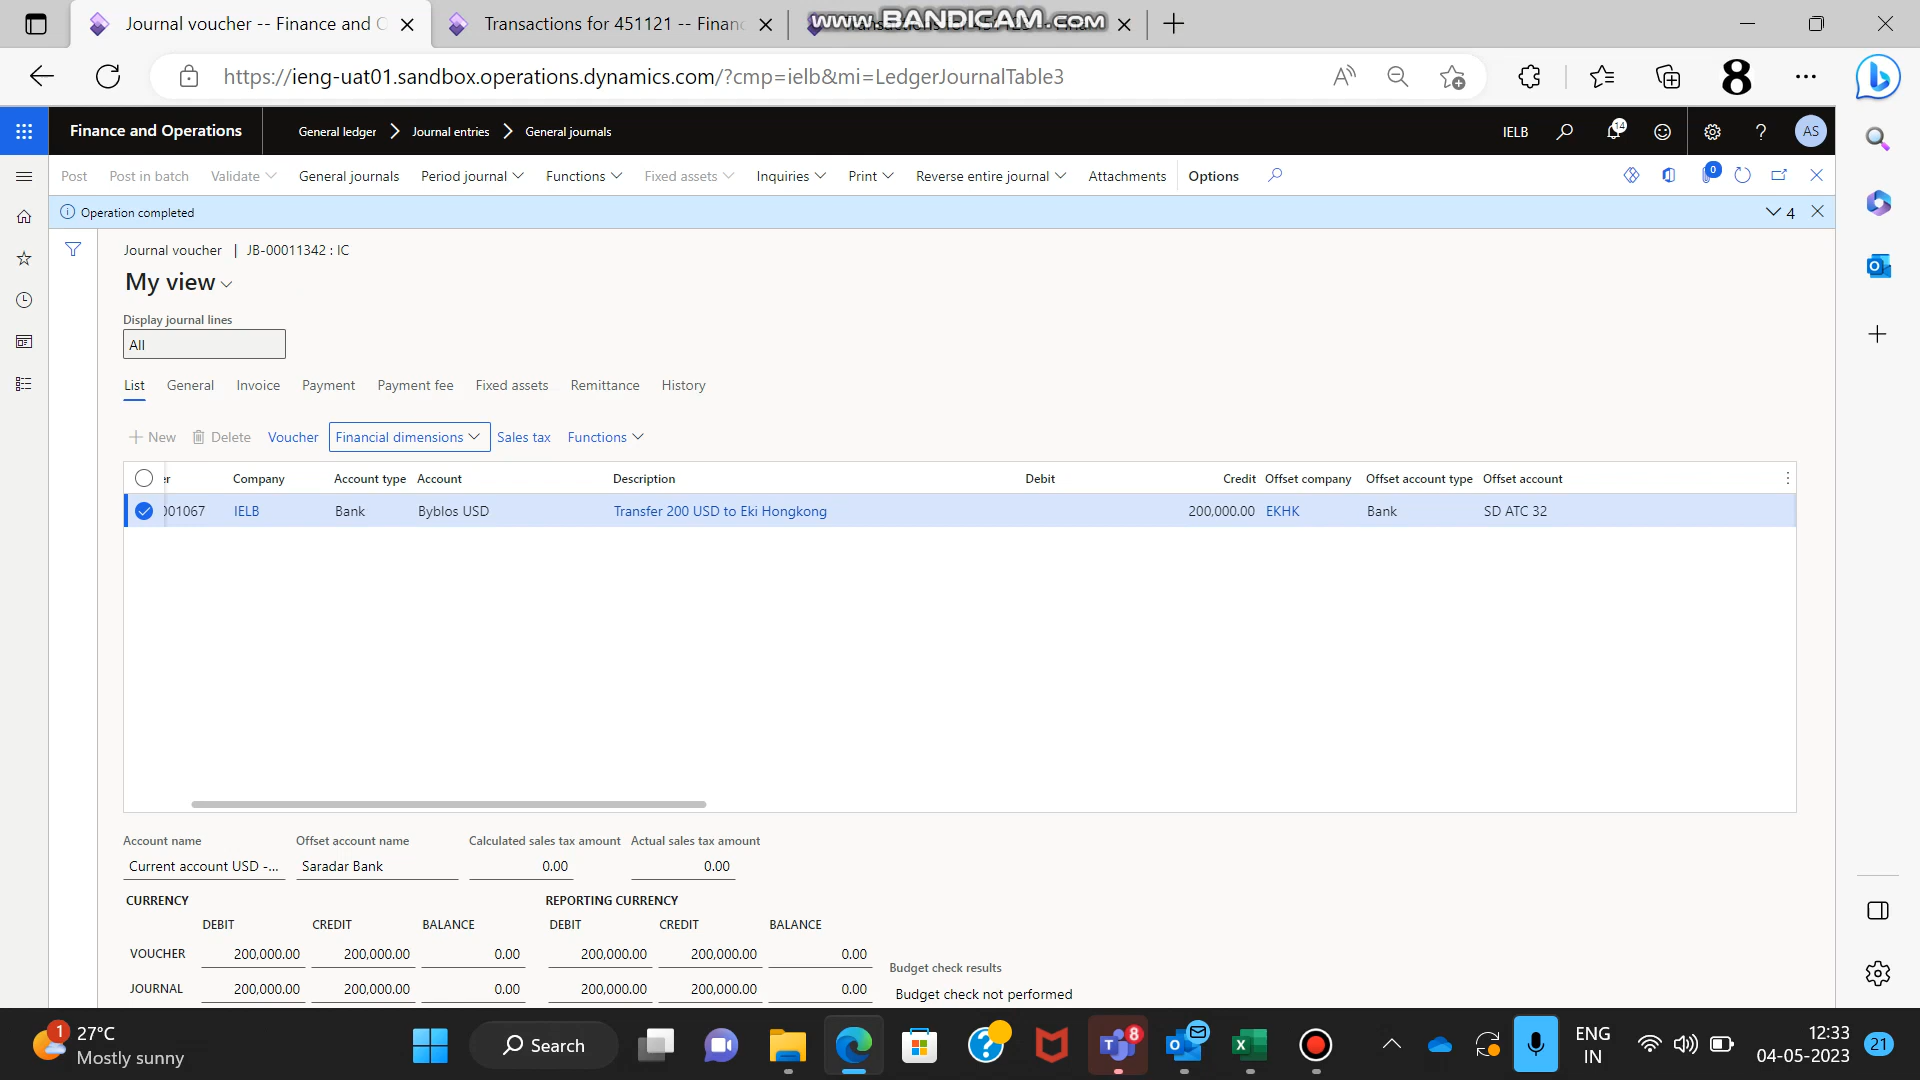 Journal voucher -- Finance and O
Transactions for 451121 -- Financ
www.BANDICAM.com
https://ieng-uat01.sandbox.operations.dynamics.com/?cmp=ielb&mi=LedgerJournalTable3
Finance and Operations
General ledger > Journal entries > General journals
IELB
14
?
AS
Post
Post in batch
Validate
General journals
Period journal
Functions
Fixed assets
Inquiries
Print
Reverse entire journal
Attachments
Options
0
Operation completed
4
Journal voucher | JB-00011342 : IC
My view
Display journal lines
All
List General Invoice Payment Payment fee Fixed assets Remittance History
+ New Delete Voucher Financial dimensions Sales tax Functions
er Company Account type Account Description Debit Credit Offset company Offset account type Offset account
001067 IELB Bank Byblos USD Transfer 200 USD to Eki Hongkong 200,000.00 EKHK Bank SD ATC 32
Account name Offset account name Calculated sales tax amount Actual sales tax amount
Current account USD -... Saradar Bank 0.00 0.00
CURRENCY REPORTING CURRENCY
DEBIT CREDIT BALANCE DEBIT CREDIT BALANCE
VOUCHER 200,000.00 200,000.00 0.00 200,000.00 200,000.00 0.00
Budget check results
JOURNAL 200,000.00 200,000.00 0.00 200,000.00 200,000.00 0.00
Budget check not performed
1
27°C
Mostly sunny
Search
8
ENG
IN
12:33
04-05-2023
21